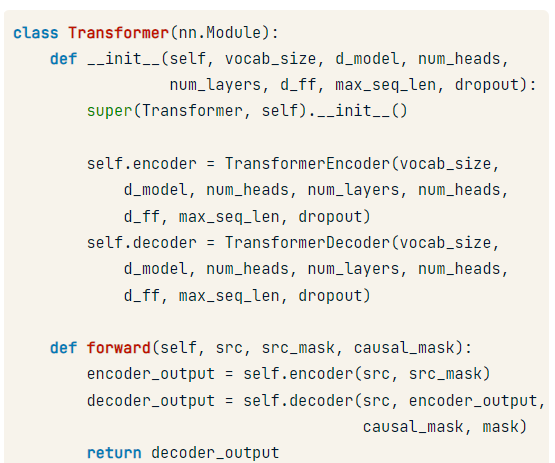 class Transformer(nn.Module):
    def __init__(self, vocab_size, d_model, num_heads,
                 num_layers, d_ff, max_seq_len, dropout):
        super(Transformer, self).__init__()

        self.encoder = TransformerEncoder(vocab_size,
            d_model, num_heads, num_layers, num_heads,
            d_ff, max_seq_len, dropout)
        self.decoder = TransformerDecoder(vocab_size,
            d_model, num_heads, num_layers, num_heads,
            d_ff, max_seq_len, dropout)

    def forward(self, src, src_mask, causal_mask):
        encoder_output = self.encoder(src, src_mask)
        decoder_output = self.decoder(src, encoder_output,
                                      causal_mask, mask)
        return decoder_output